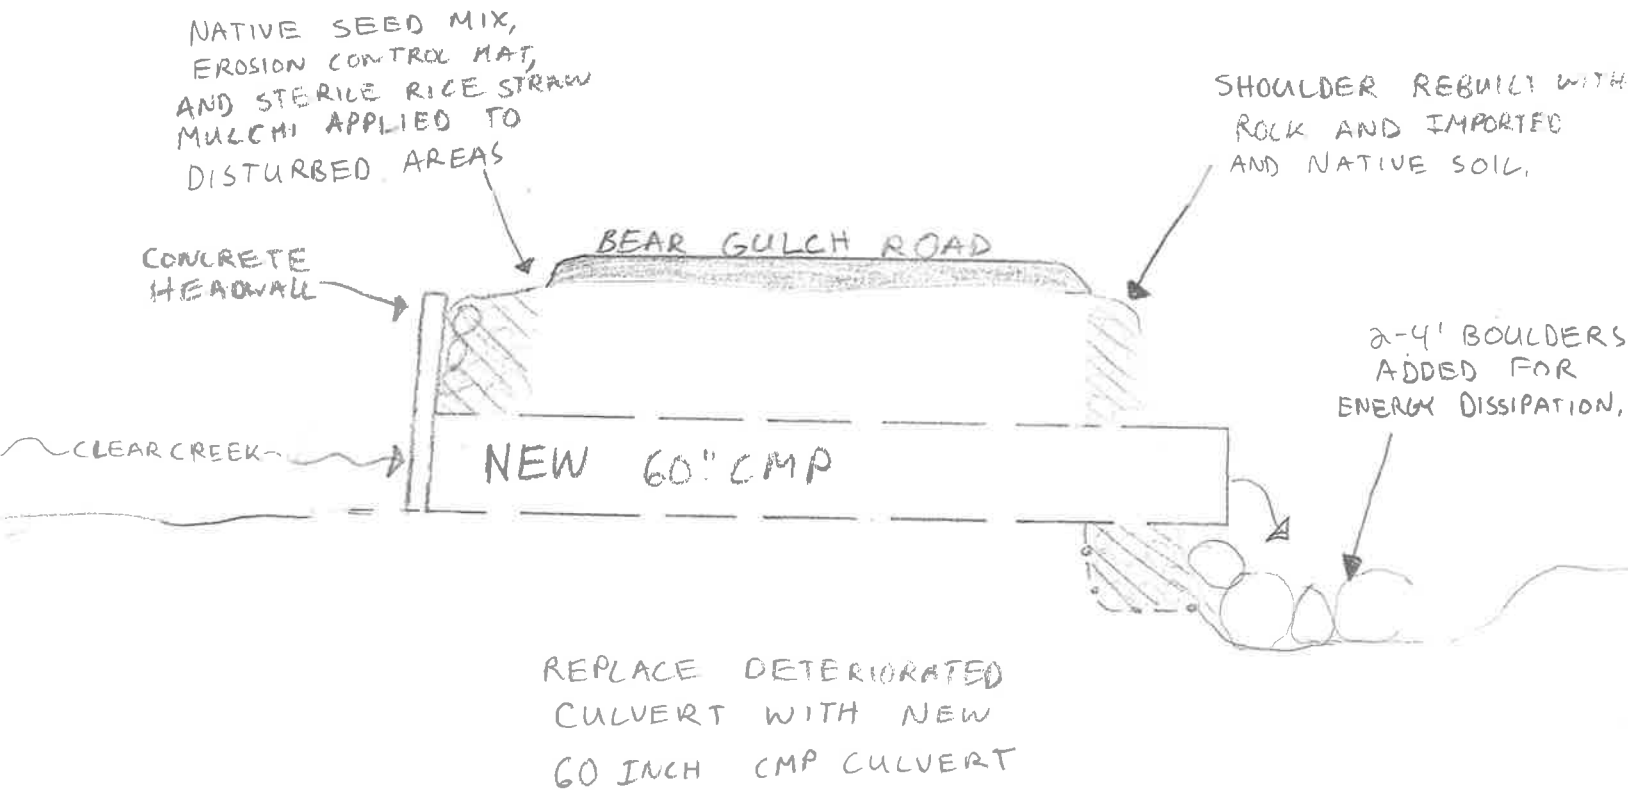 NATIVE SEED MIX,
EROSION CONTROL MAT,
AND STERILE RICE STRAW
MULCH APPLIED TO
DISTURBED AREAS
SHOULDER REBUILT WITH
ROCK AND IMPORTED
AND NATIVE SOIL.
BEAR GULCH ROAD
CONCRETE
HEADWALL
2-4' BOULDERS
ADDED FOR
ENERGY DISSIPATION.
CLEAR CREEK
NEW 60" CMP
REPLACE DETERIORATED
CULVERT WITH NEW
60 INCH CMP CULVERT